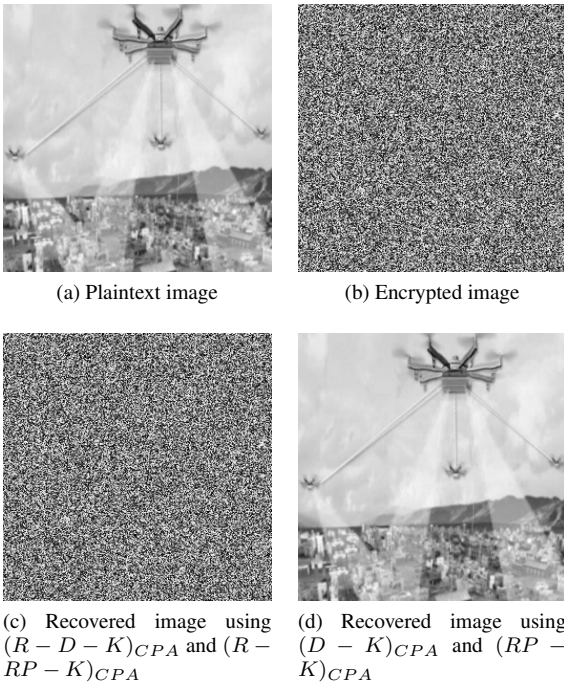 (a) Plaintext image
(b) Encrypted image
(c) Recovered image using
(R − D − K)CPA and (R −
RP − K)CPA
(d) Recovered image using
(D − K)CPA and (RP −
K)CPA